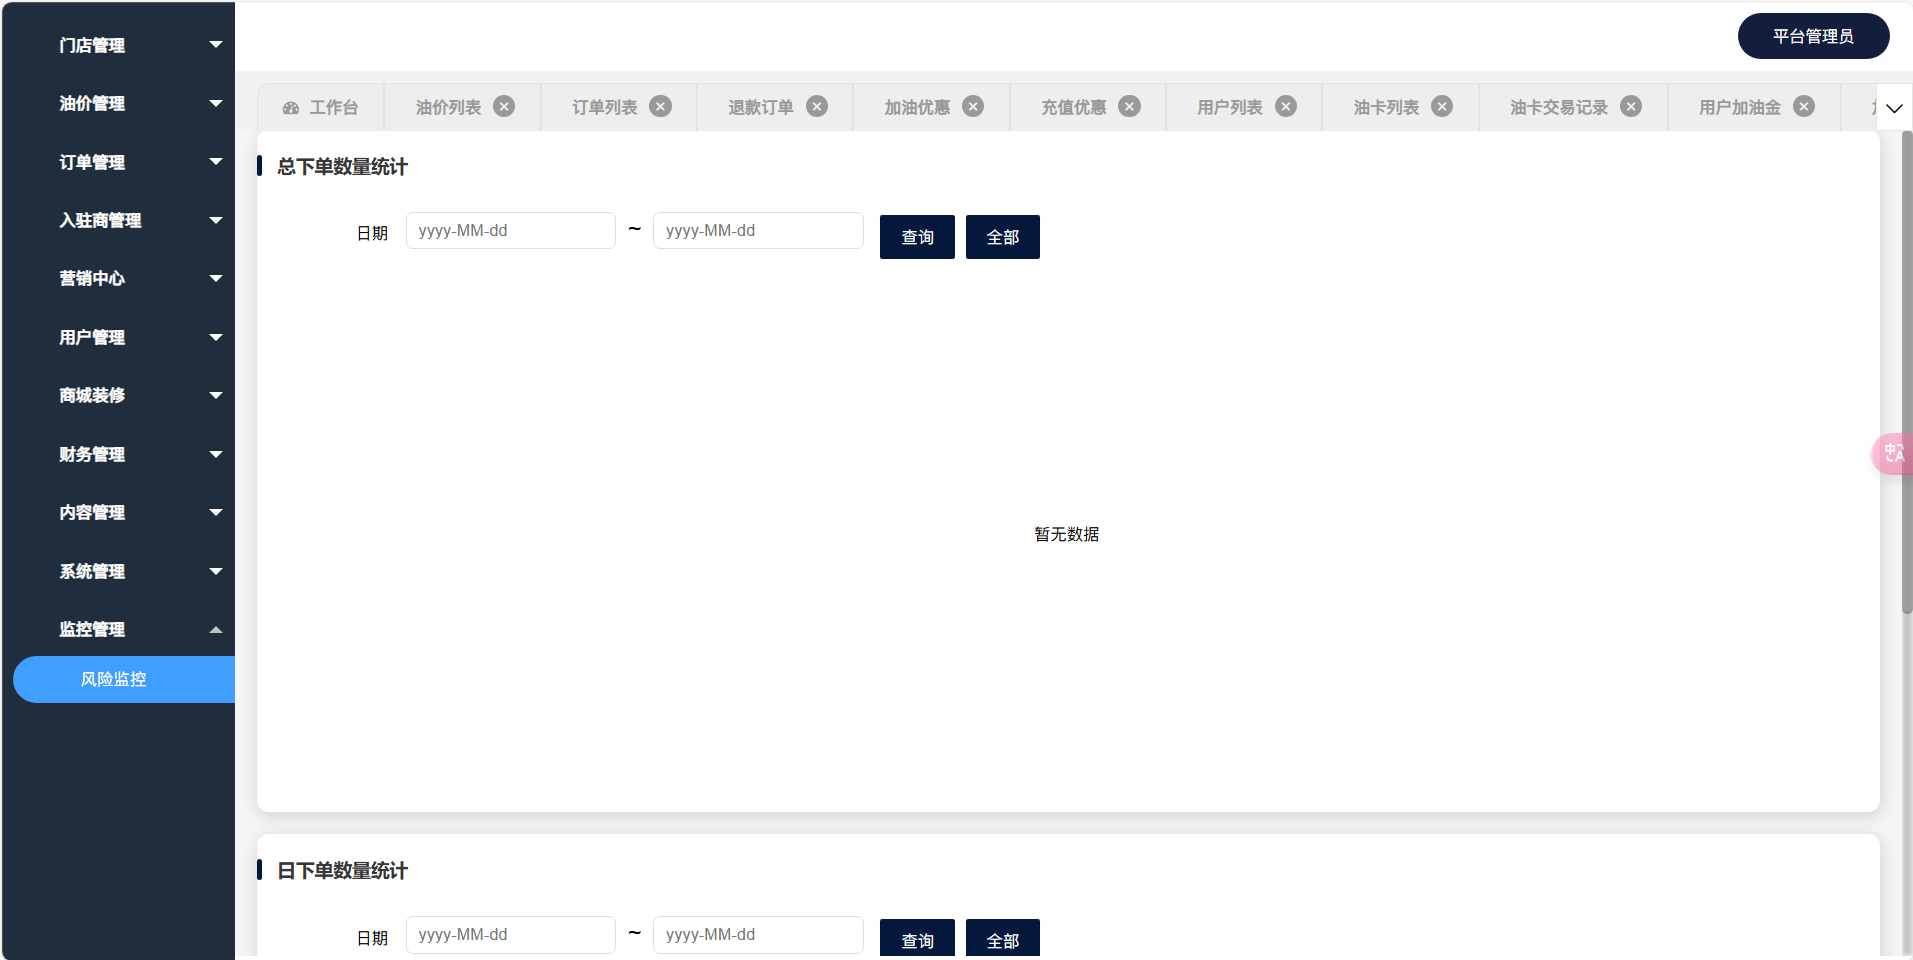 平台管理员
门店管理
油价管理
订单管理
入驻商管理
营销中心
用户管理
商城装修
财务管理
内容管理
系统管理
监控管理
风险监控
工作台 油价列表 订单列表 退款订单 加油优惠 充值优惠 用户列表 油卡列表 油卡交易记录 用户加油金
总下单数量统计
日期 yyyy-MM-dd ~ yyyy-MM-dd 查询 全部
暂无数据
日下单数量统计
日期 yyyy-MM-dd ~ yyyy-MM-dd 查询 全部
中A